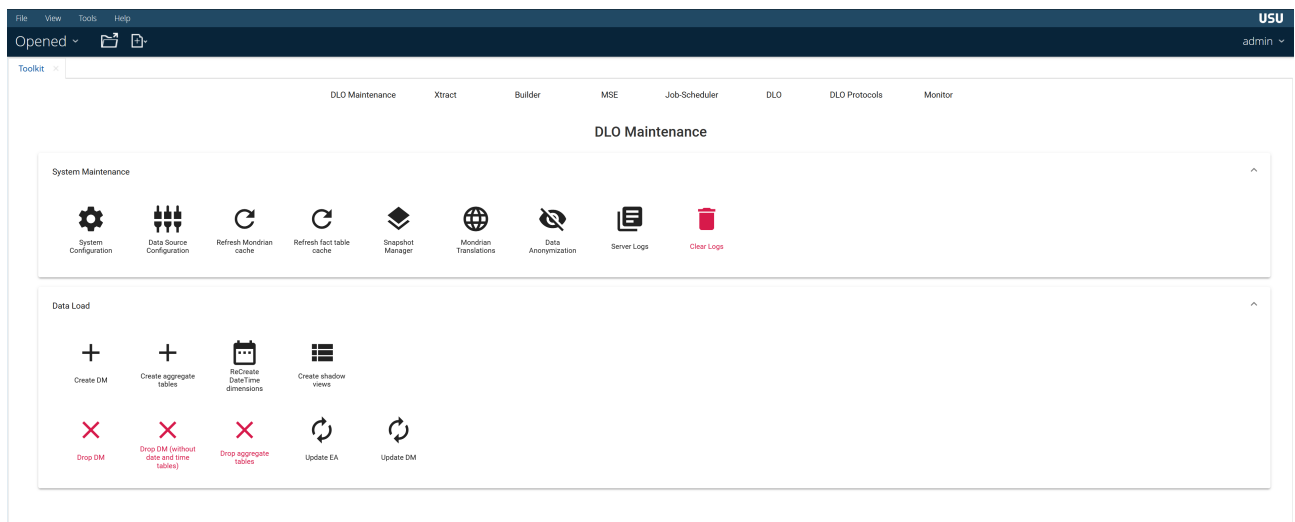 File View Tools Help USU
Opened admin
Toolkit
DLO Maintenance Xtract Builder MSE Job-Scheduler DLO DLO Protocols Monitor
DLO Maintenance
System Maintenance
System Configuration
Data Source Configuration
Refresh Mondrian cache
Refresh fact table cache
Snapshot Manager
Mondrian Translations
Data Anonymization
Server Logs
Clear Logs
Data Load
Create DM
Create aggregate tables
ReCreate DateTime dimensions
Create shadow views
Drop DM
Drop DM (without date and time tables)
Drop aggregate tables
Update EA
Update DM